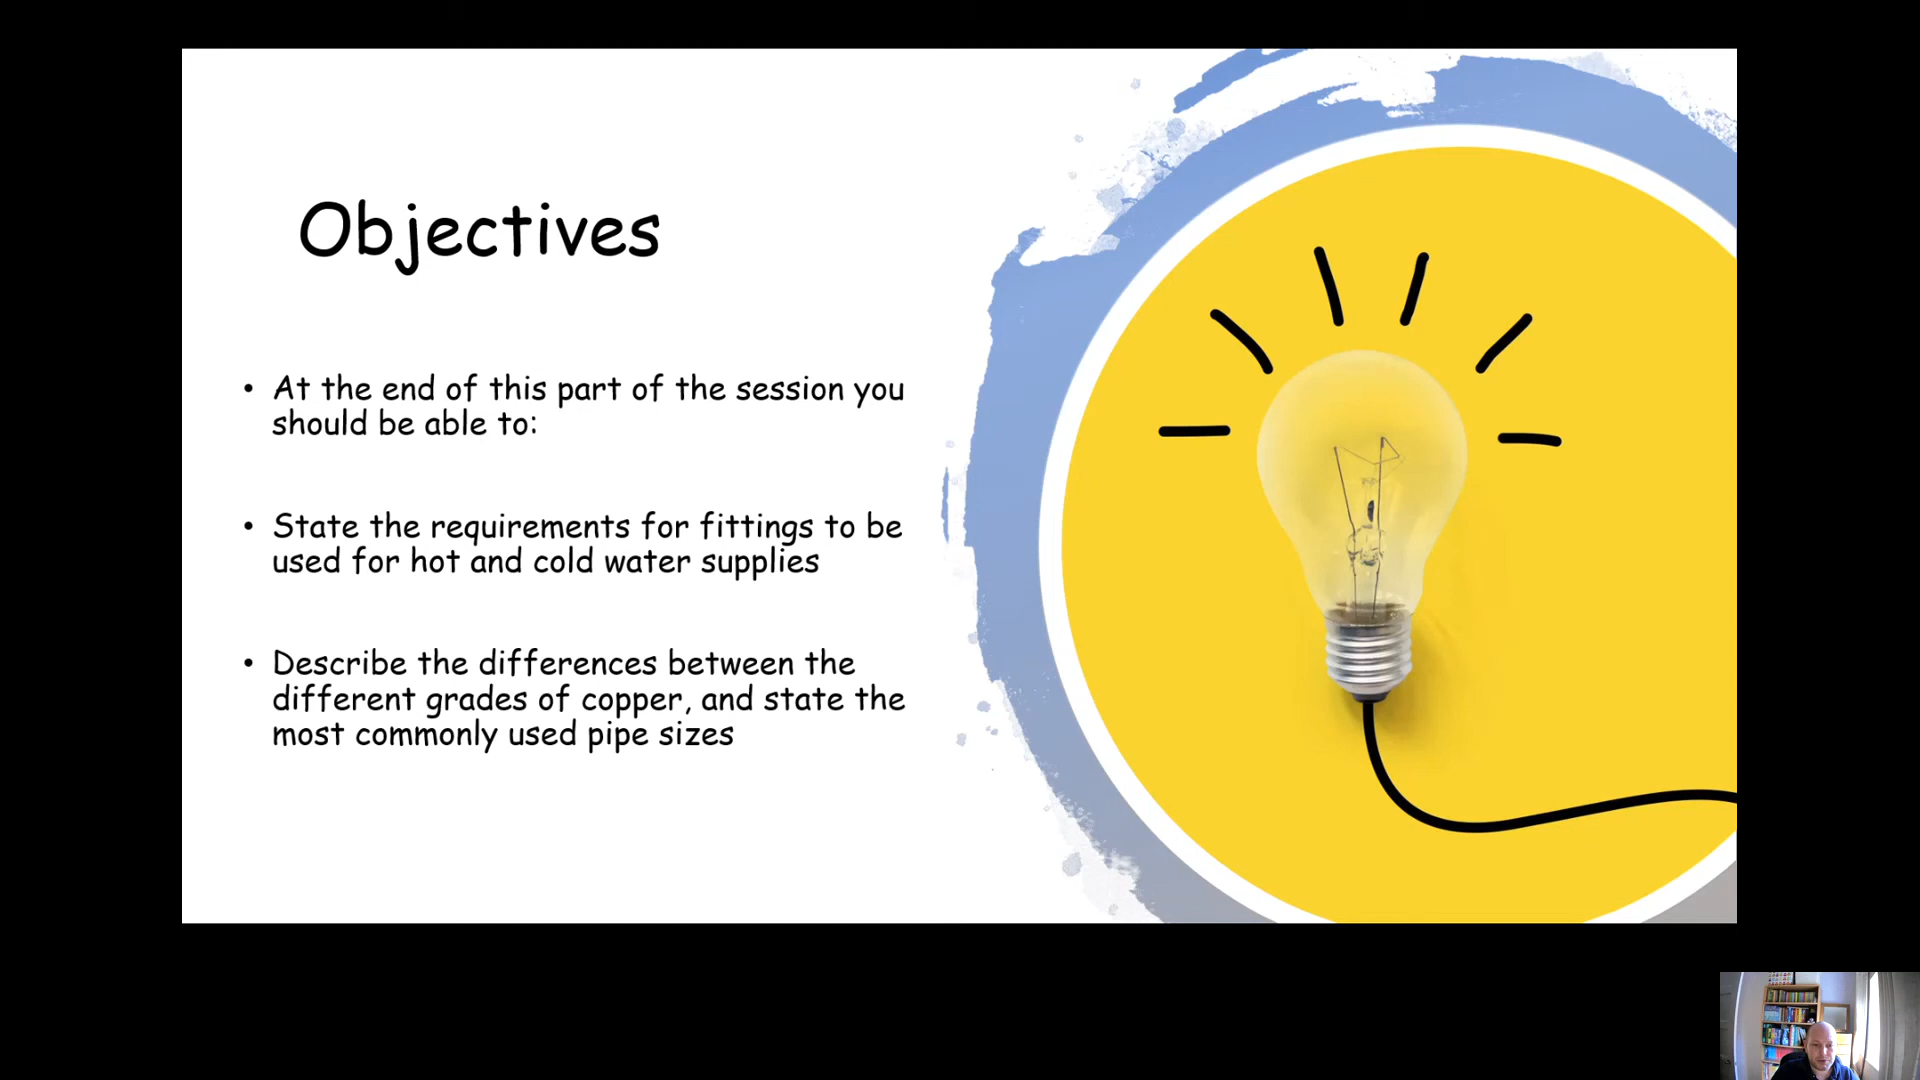 Objectives
• At the end of this part of the session you
should be able to:
• State the requirements for fittings to be
used for hot and cold water supplies
• Describe the differences between the
different grades of copper, and state the
most commonly used pipe sizes